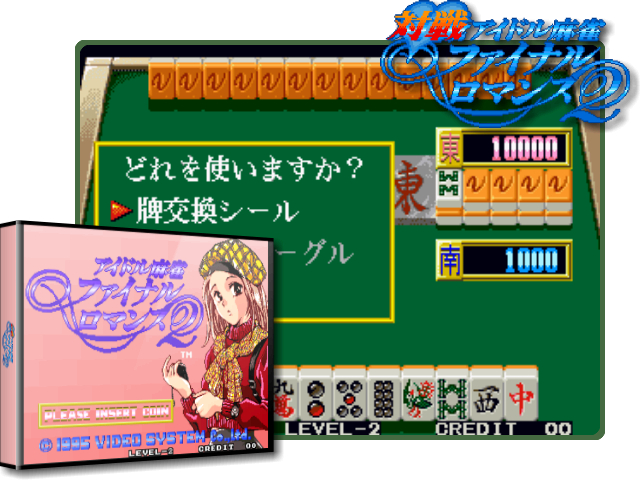 対戦アイドル麻雀
ファイナル
ロマンス2
どれを使いますか?
牌交換シール
ーグル
東
10000
東
南
1000
アイドル麻雀
ファイナル
ロマンス2
TM
PLEASE INSERT COIN
© 1995 VIDEO SYSTEM Co.,Ltd.
LEVEL-2 CREDIT 00
九萬
西
中
LEVEL-2 CREDIT 00